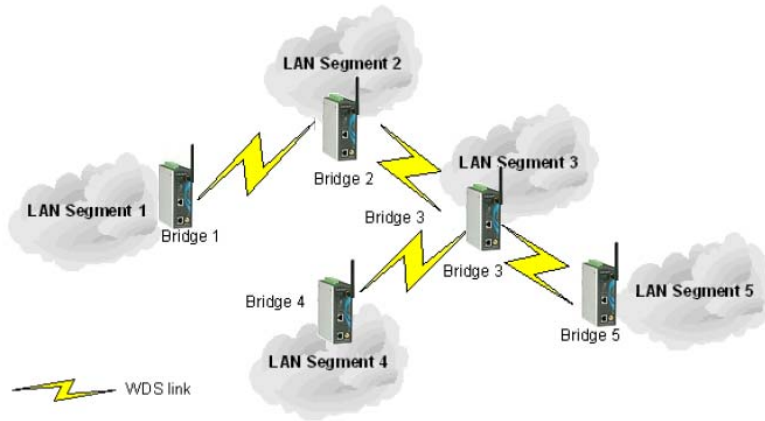 LAN Segment 2
LAN Segment 3
Bridge 2
LAN Segment 1
Bridge 3
Bridge 1
Bridge 3
LAN Segment 5
Bridge 4
Bridge 5
LAN Segment 4
WDS link